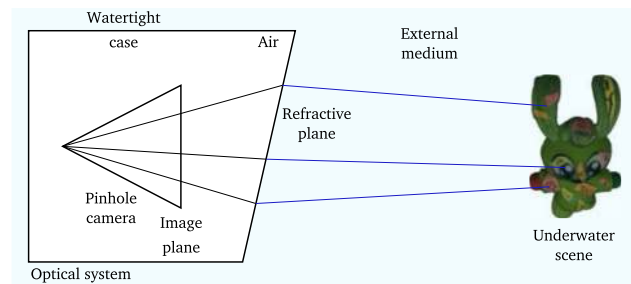 Watertight
case
Air
External
medium
Refractive
plane
Pinhole
camera
Image
plane
Underwater
scene
Optical system